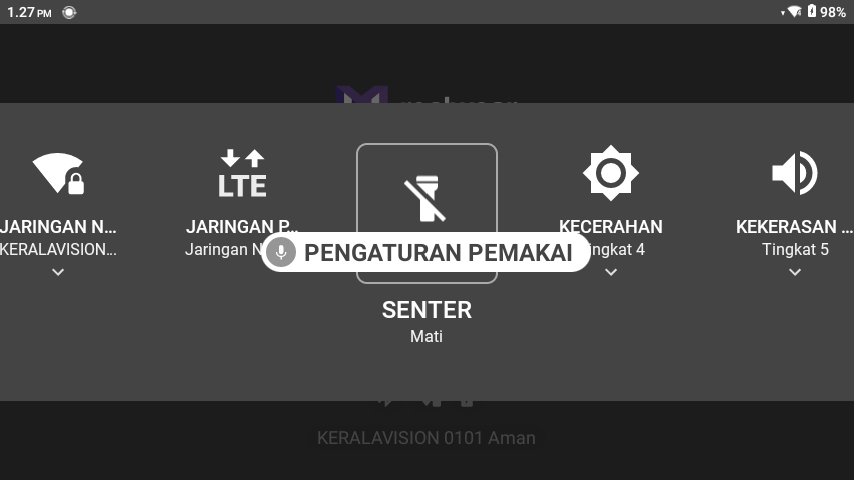 1.27 PM
98%
LTE
JARINGAN N...
KERALAVISION...
JARINGAN P...
Jaringan N
PENGATURAN PEMAKAI
SENTER
Mati
KECERAHAN
ingkat 4
KEKERASAN ...
Tingkat 5
KERALAVISION 0101 Aman